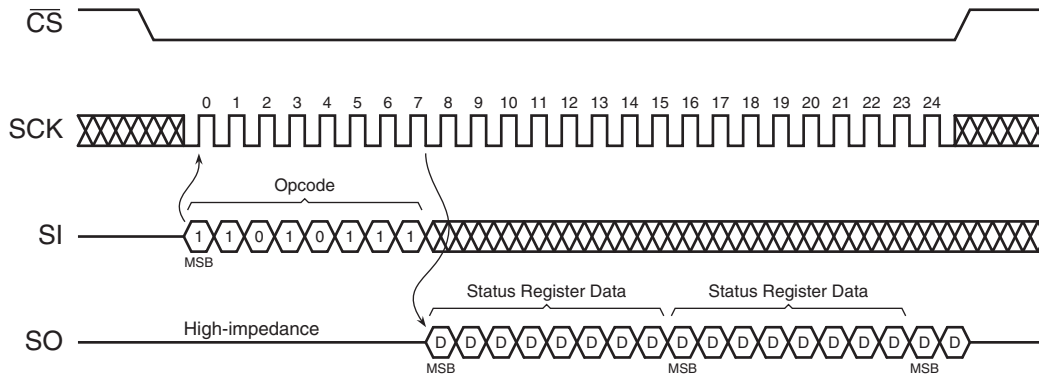 CS
0 1 2 3 4 5 6 7 8 9 10 11 12 13 14 15 16 17 18 19 20 21 22 23 24
SCK
Opcode
SI 1 1 0 1 0 1 1 1
MSB
Status Register Data Status Register Data
High-impedance
SO D D D D D D D D D D D D D D D D D D
MSB MSB MSB